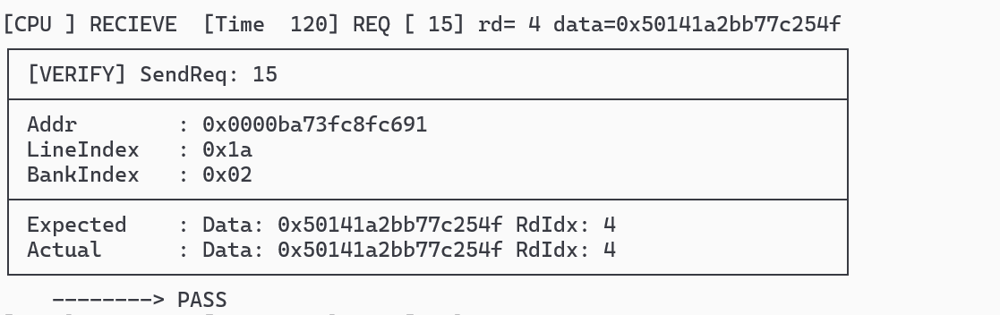 [CPU ] RECIEVE  [Time  120] REQ [ 15] rd= 4 data=0x50141a2bb77c254f
[VERIFY] SendReq: 15
Addr        : 0x0000ba73fc8fc691
LineIndex   : 0x1a
BankIndex   : 0x02
Expected    : Data: 0x50141a2bb77c254f RdIdx: 4
Actual      : Data: 0x50141a2bb77c254f RdIdx: 4
--------> PASS